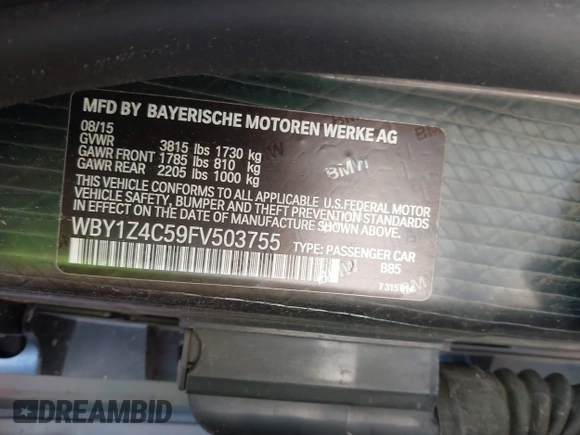 MFD BY BAYERISCHE MOTOREN WERKE AG
08/15
GVWR 3815 lbs 1730 kg
GAWR FRONT 1785 lbs 810 kg
GAWR REAR 2205 lbs 1000 kg
THIS VEHICLE CONFORMS TO ALL APPLICABLE U.S.FEDERAL MOTOR
VEHICLE SAFETY, BUMPER AND THEFT PREVENTION STANDARDS
IN EFFECT ON THE DATE OF MANUFACTURE SHOWN ABOVE
WBY1Z4C59FV503755
TYPE: PASSENGER CAR
B85
BMW
DREAMBID